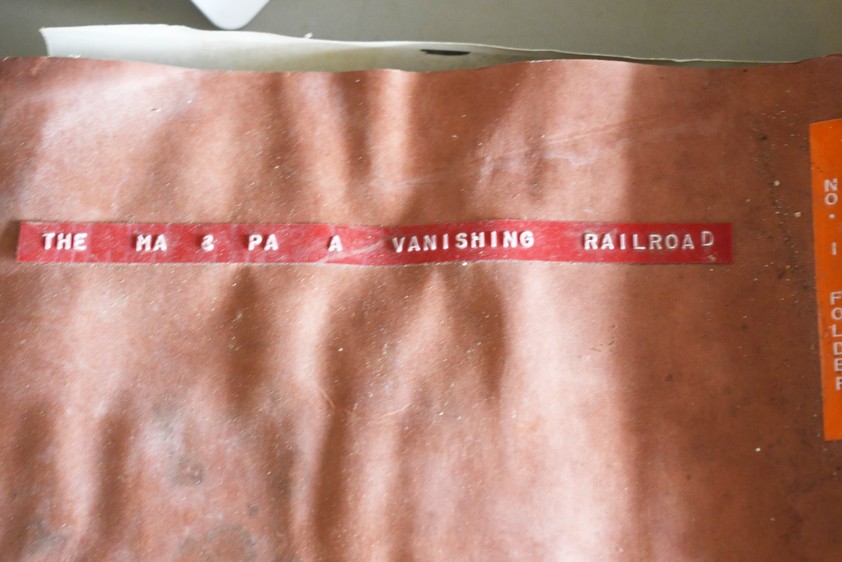 THE MA & PA A VANISHING RAILROAD
NO. 1 FOLDER